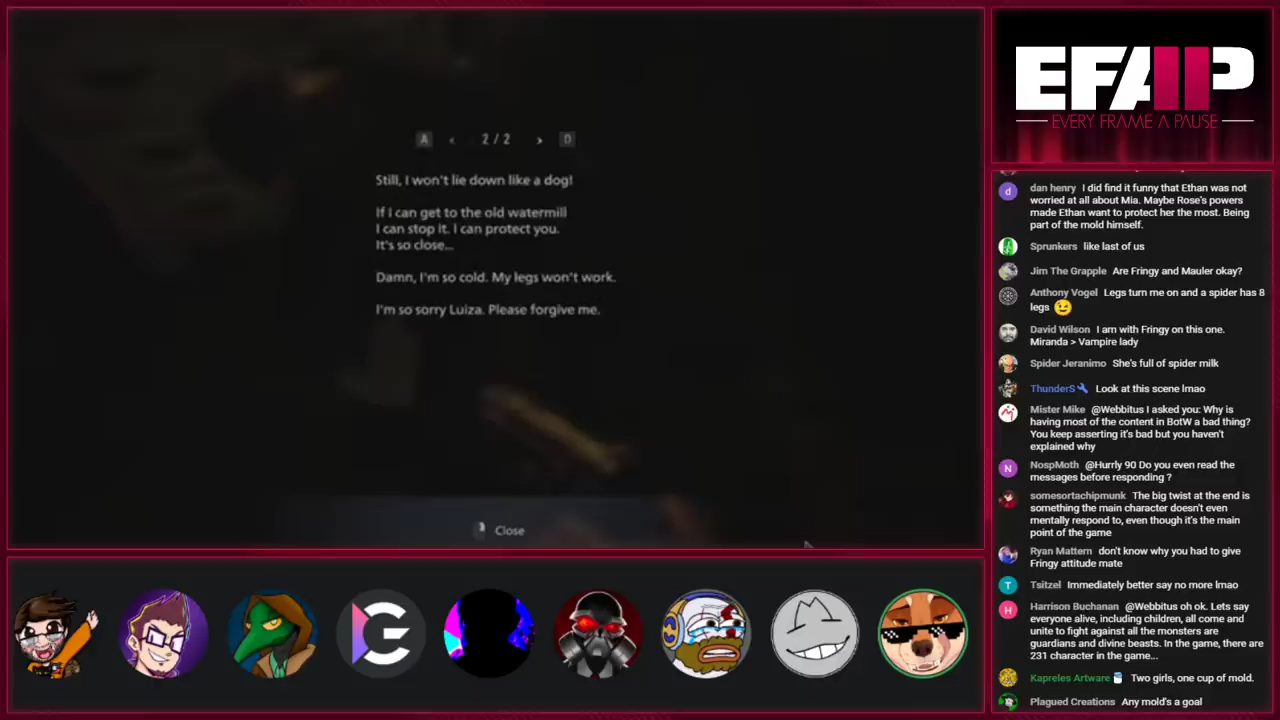 A < 2 / 2 > D
Still, I won't lie down like a dog!
If I can get to the old watermill
I can stop it. I can protect you.
It's so close...
Damn, I'm so cold. My legs won't work.
I'm so sorry Luiza. Please forgive me.
Close
EFAP
EVERY FRAME A PAUSE
dan henry I did find it funny that Ethan was not
worried at all about Mia. Maybe Rose's powers
made Ethan want to protect her the most. Being
part of the mold himself.
Sprunkers like last of us
Jim The Grapple Are Fringy and Mauler okay?
Anthony Vogel Legs turn me on and a spider has 8
legs 😉
David Wilson I am with Fringy on this one.
Miranda > Vampire lady
Spider Jeranimo She's full of spider milk
ThunderS Look at this scene lmao
Mister Mike @Webbitus I asked you: Why is
having most of the content in BotW a bad thing?
You keep asserting it's bad but you haven't
explained why
NospMoth @Hurrly 90 Do you even read the
messages before responding ?
somesortachipmunk The big twist at the end is
something the main character doesn't even
mentally respond to, even though it's the main
point of the game
Ryan Mattern don't know why you had to give
Fringy attitude mate
Tsitzel Immediately better say no more lmao
Harrison Buchanan @Webbitus oh ok. Lets say
everyone alive, including children, all come and
unite to fight against all the monsters are
guardians and divine beasts. In the game, there are
231 character in the game...
Kapreles Artware Two girls, one cup of mold.
Plagued Creations Any mold's a goal